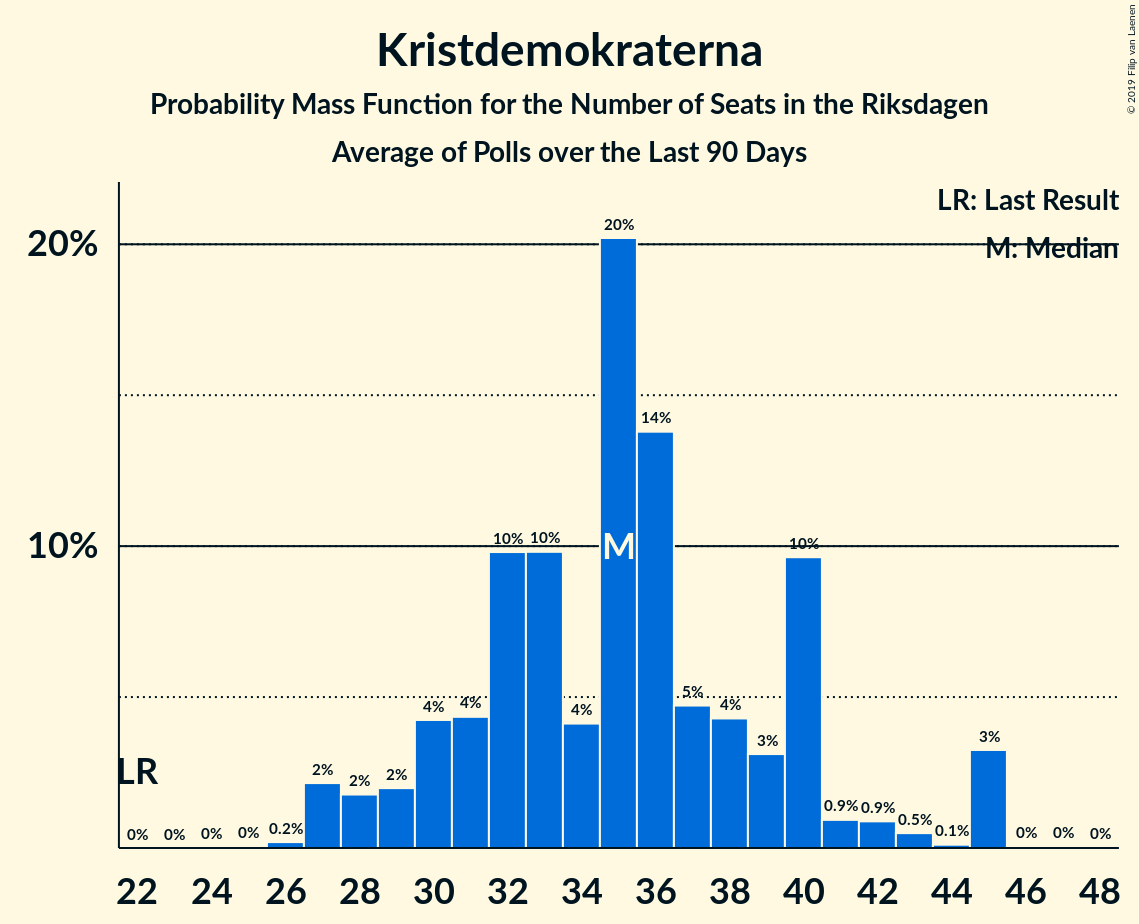 Kristdemokraterna
Probability Mass Function for the Number of Seats in the Riksdagen
Average of Polls over the Last 90 Days
© 2019 Filip van Laenen
LR: Last Result
M: Median
20%
10%
20%
14%
10% 10%
10%
M
4% 4%
4%
5%
4%
3%
3%
LR
2% 2% 2%
0% 0% 0% 0% 0.2%
0.9% 0.9% 0.5% 0.1%
0% 0% 0%
22 24 26 28 30 32 34 36 38 40 42 44 46 48